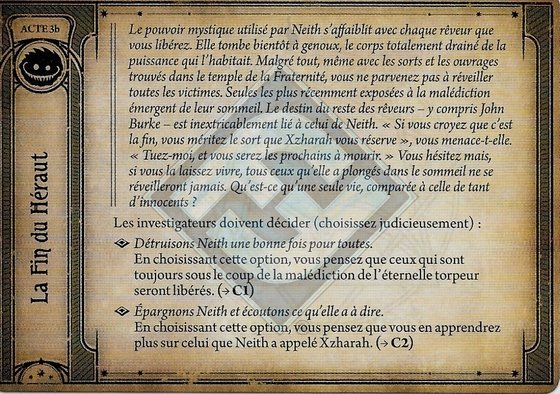 ACTE 3b
La Fin du Héraut
Le pouvoir mystique utilisé par Neith s'affaiblit avec chaque rêveur que
vous libérez. Elle tombe bientôt à genoux, le corps totalement drainé de la
puissance qui l'habitait. Malgré tout, même avec les sorts et les ouvrages
trouvés dans le temple de la Fraternité, vous ne parvenez pas à réveiller
toutes les victimes. Seules les plus récemment exposées à la malédiction
émergent de leur sommeil. Le destin du reste des rêveurs – y compris John
Burke – est inextricablement lié à celui de Neith. « Si vous croyez que c'est
la fin, vous méritez le sort que Xzharah vous réserve », vous menace-t-elle.
« Tuez-moi, et vous serez les prochains à mourir. » Vous hésitez mais,
si vous la laissez vivre, tous ceux qu'elle a plongés dans le sommeil ne se
réveilleront jamais. Qu'est-ce qu'une seule vie, comparée à celle de tant
d'innocents ?
Les investigateurs doivent décider (choisissez judicieusement) :
Détruisons Neith une bonne fois pour toutes.
En choisissant cette option, vous pensez que ceux qui sont
toujours sous le coup de la malédiction de l'éternelle torpeur
seront libérés. (→ C1)
Épargnons Neith et écoutons ce qu'elle a à dire.
En choisissant cette option, vous pensez que vous en apprendrez
plus sur celui que Neith a appelé Xzharah. (→ C2)